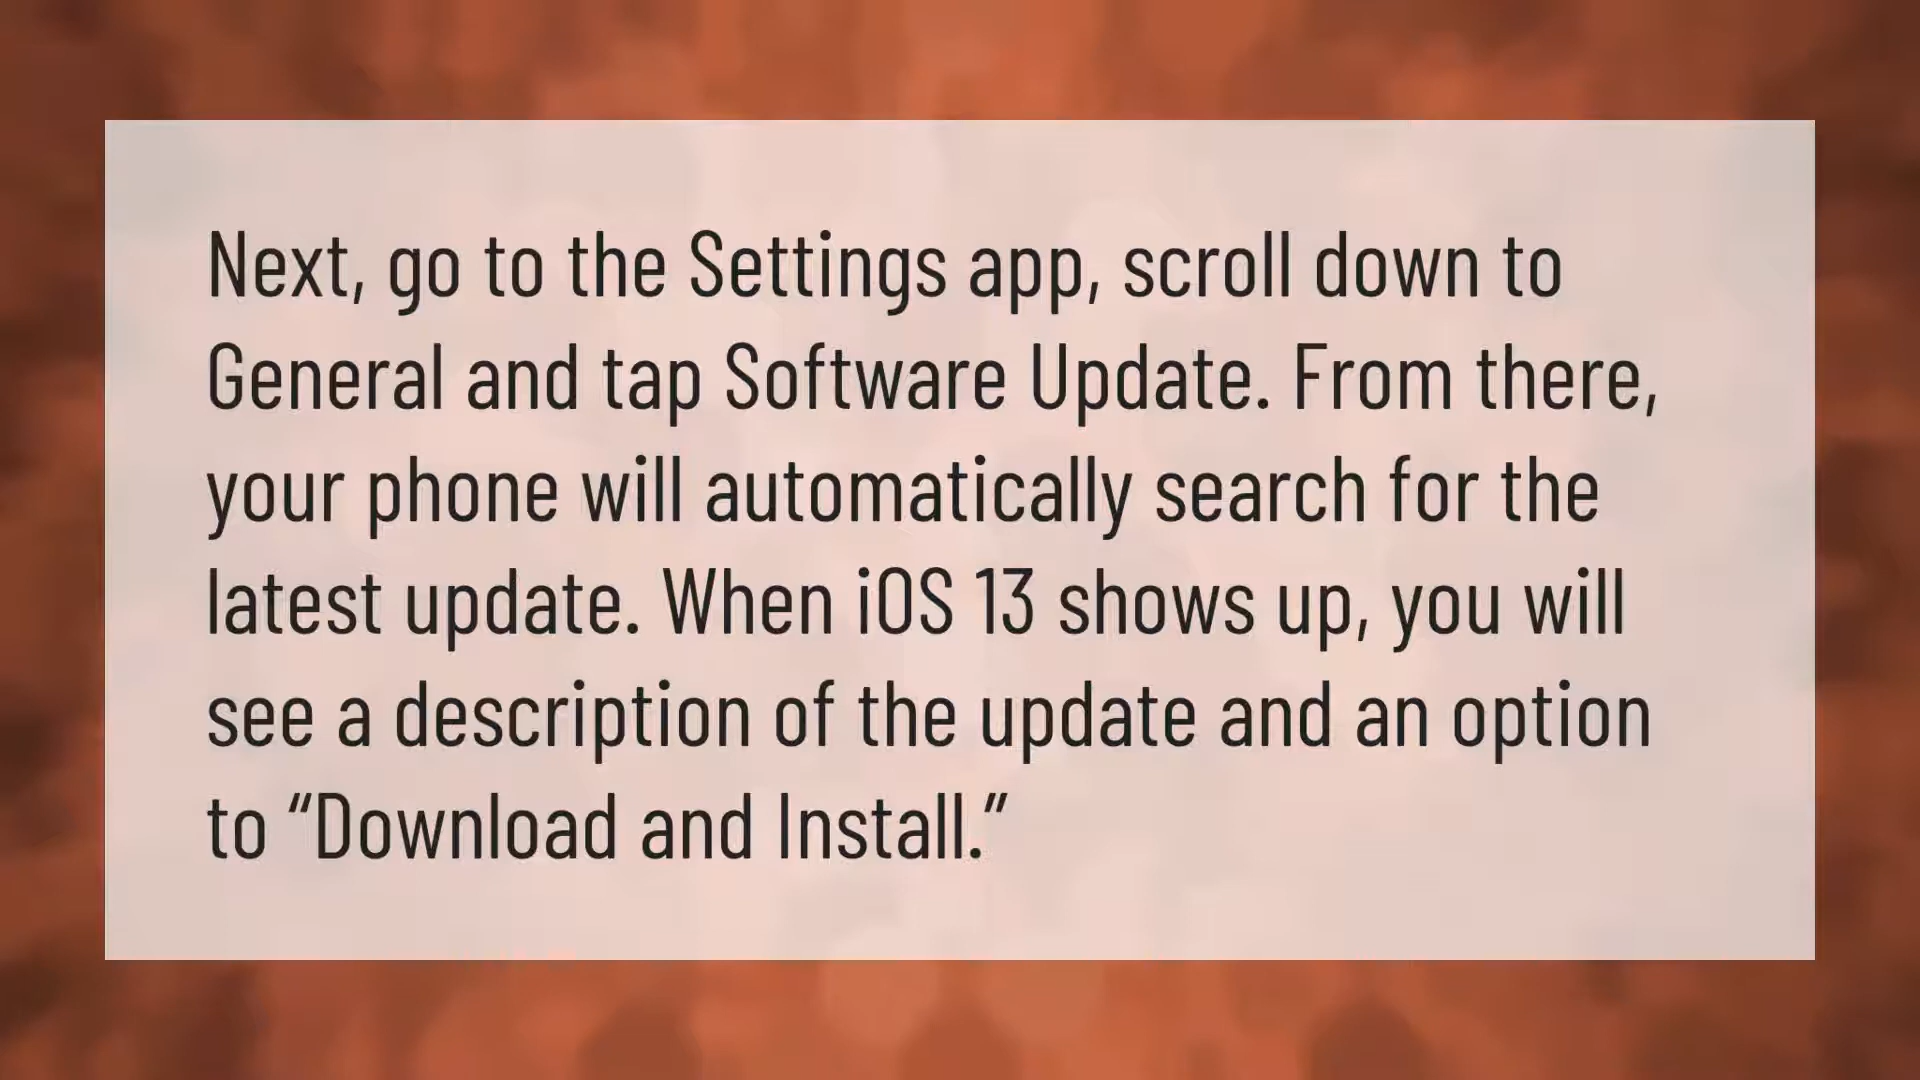 Next, go to the Settings app, scroll down to
General and tap Software Update. From there,
your phone will automatically search for the
latest update. When iOS 13 shows up, you will
see a description of the update and an option
to “Download and Install.”